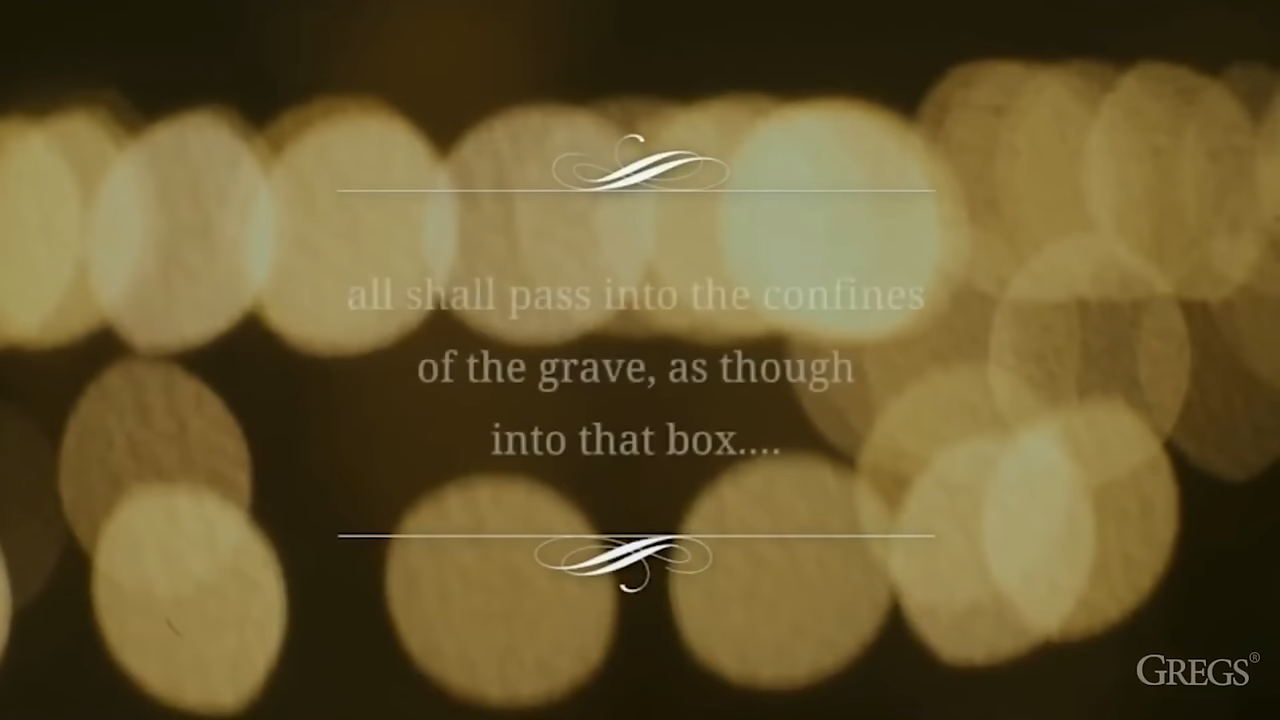 all shall pass into the confines
of the grave, as though
into that box....
GREGS®